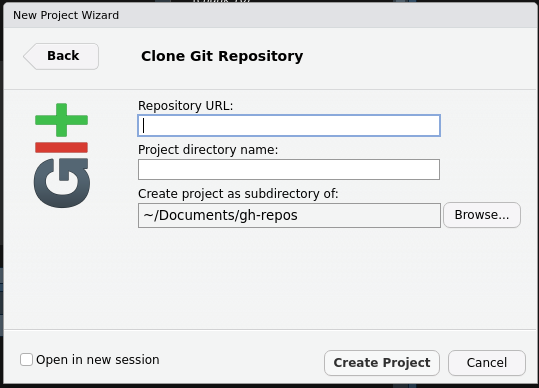 New Project Wizard
Back
Clone Git Repository
Repository URL:
Project directory name:
Create project as subdirectory of:
~/Documents/gh-repos
Browse...
Open in new session
Create Project
Cancel